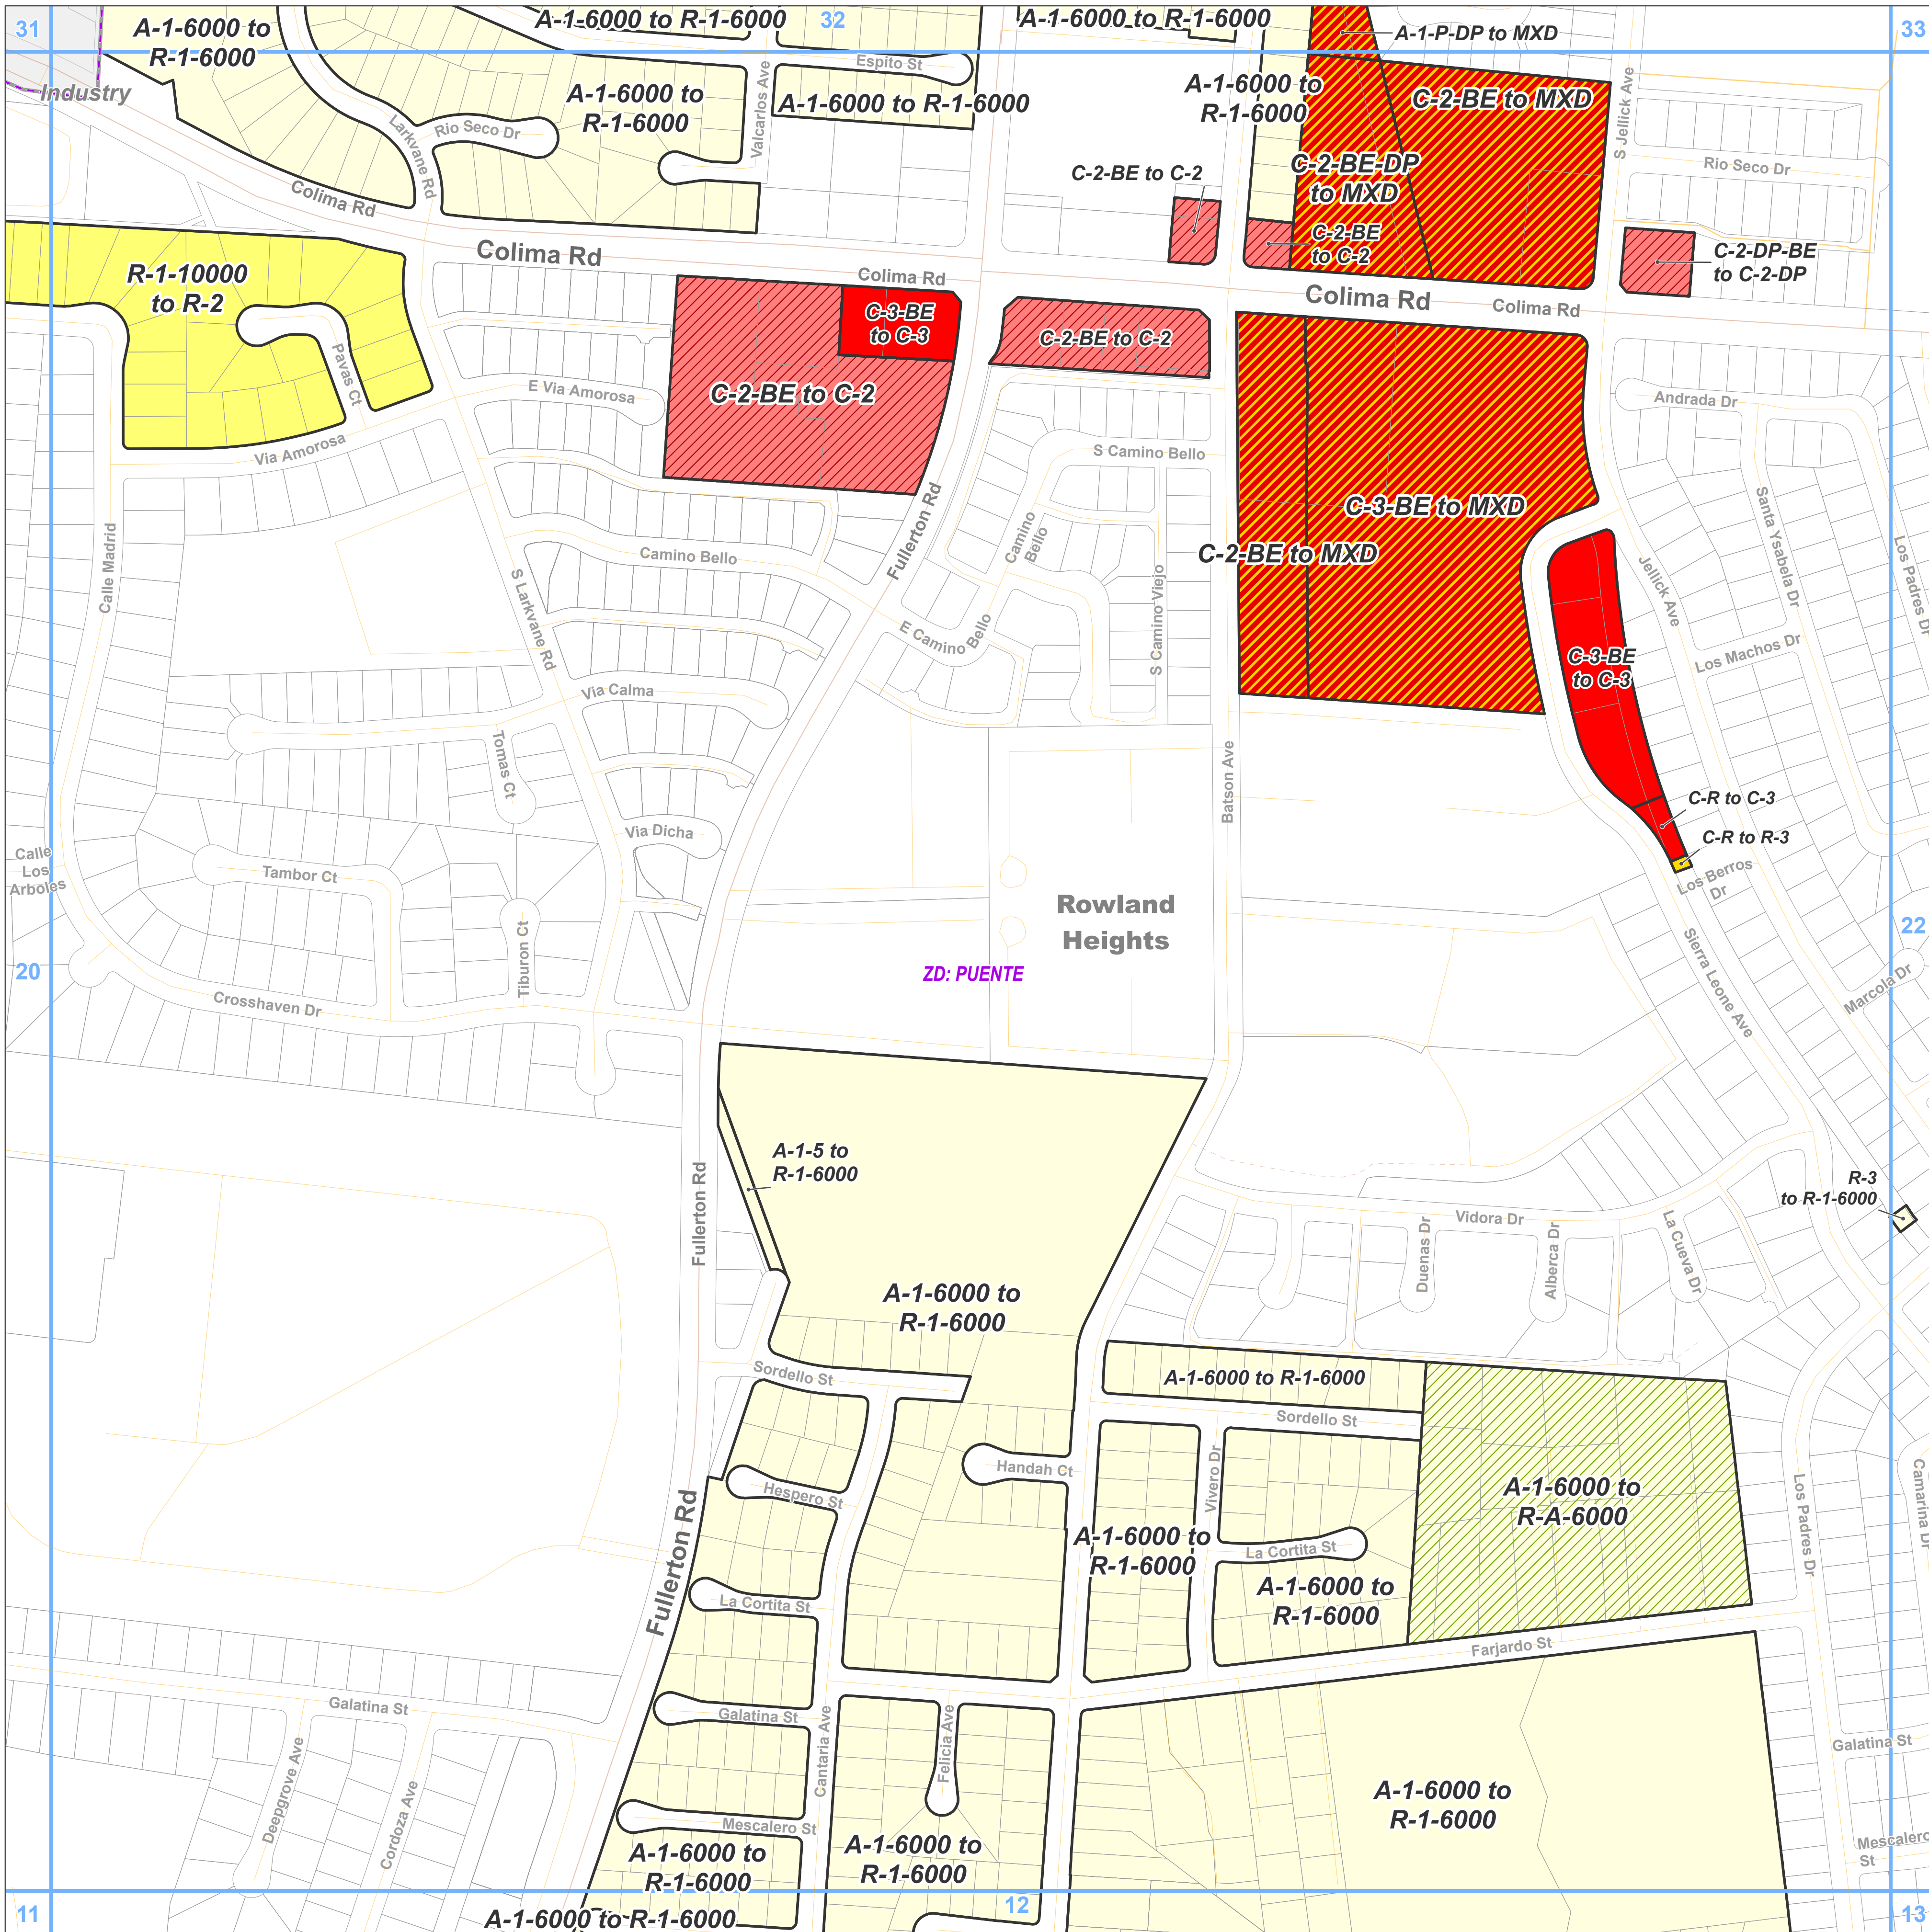 31
A-1-6000 to
R-1-6000
A-1-6000 to R-1-6000
32
A-1-6000 to R-1-6000
A-1-P-DP to MXD
33
Industry
Espito St
A-1-6000 to
R-1-6000
Valcarlos Ave
A-1-6000 to R-1-6000
A-1-6000 to
R-1-6000
C-2-BE to MXD
S Jellick Ave
Larkvane Rd
Rio Seco Dr
Rio Seco Dr
C-2-BE to C-2
C-2-BE-DP
to MXD
Colima Rd
C-2-BE
to C-2
C-2-DP-BE
to C-2-DP
Colima Rd
Colima Rd
Colima Rd
Colima Rd
R-1-10000
to R-2
C-3-BE
to C-3
C-2-BE to C-2
Pavas Ct
E Via Amorosa
C-2-BE to C-2
Andrada Dr
Via Amorosa
S Camino Bello
Fullerton Rd
C-3-BE to MXD
Santa Ysabela Dr
Los Padres Dr
Calle Madrid
Camino Bello
Camino
Bello
C-2-BE to MXD
S Larkvane Rd
E Camino Bello
S Camino Viejo
Jellick Ave
Los Machos Dr
C-3-BE
to C-3
Via Calma
Tomas Ct
Batson Ave
C-R to C-3
C-R to R-3
Via Dicha
Calle
Los
Arboles
Tambor Ct
Los Berros
Dr
Rowland
Heights
Tiburon Ct
20
ZD: PUENTE
22
Sierra Leone Ave
Marcola Dr
Crosshaven Dr
A-1-5 to
R-1-6000
Fullerton Rd
R-3
to R-1-6000
Vidora Dr
Duenas Dr
Alberca Dr
La Cueva Dr
A-1-6000 to
R-1-6000
Sordello St
A-1-6000 to R-1-6000
Sordello St
Handah Ct
Vivero Dr
Hespero St
A-1-6000 to
R-A-6000
Los Padres Dr
Camarina Dr
Fullerton Rd
A-1-6000 to
R-1-6000
La Cortita St
A-1-6000 to
R-1-6000
La Cortita St
Farjardo St
Galatina St
Galatina St
Cantaria Ave
Felicia Ave
Galatina St
Deepgrove Ave
Cordoza Ave
A-1-6000 to
R-1-6000
Mescalero St
A-1-6000 to
R-1-6000
A-1-6000 to
R-1-6000
Mescalero
St
11
A-1-6000 to R-1-6000
12
13